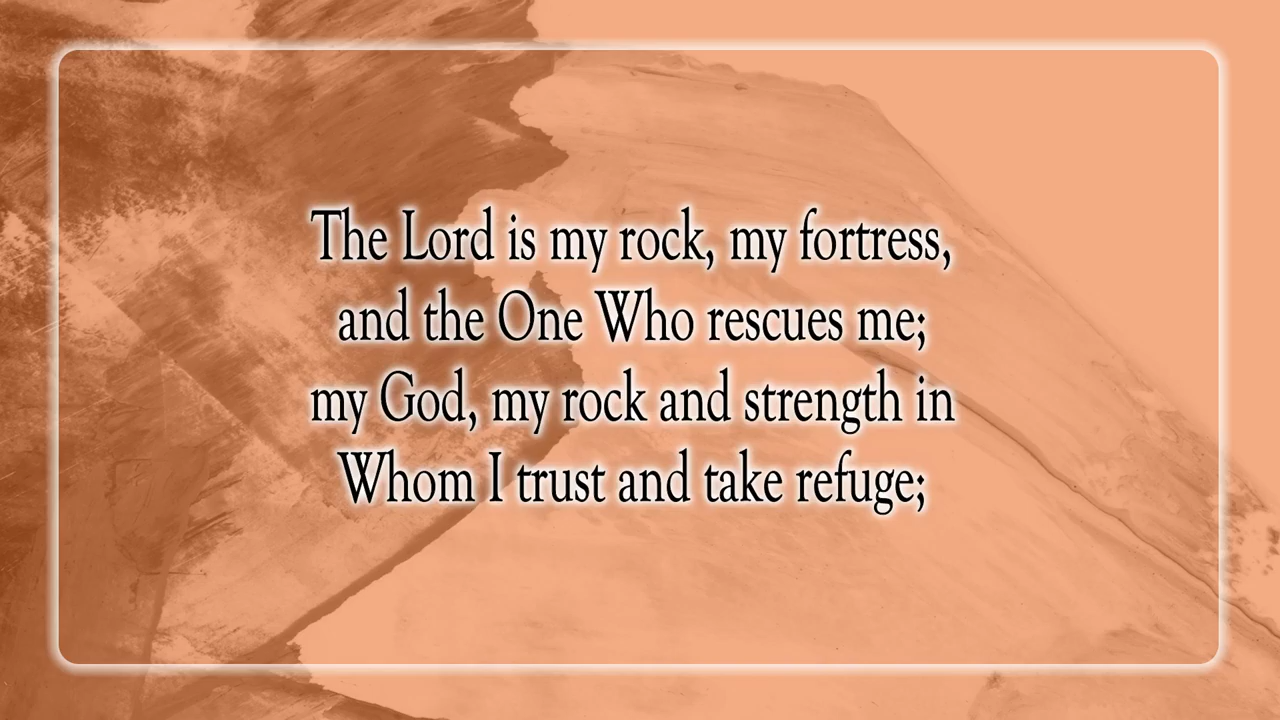 The Lord is my rock, my fortress,
and the One Who rescues me;
my God, my rock and strength in
Whom I trust and take refuge;